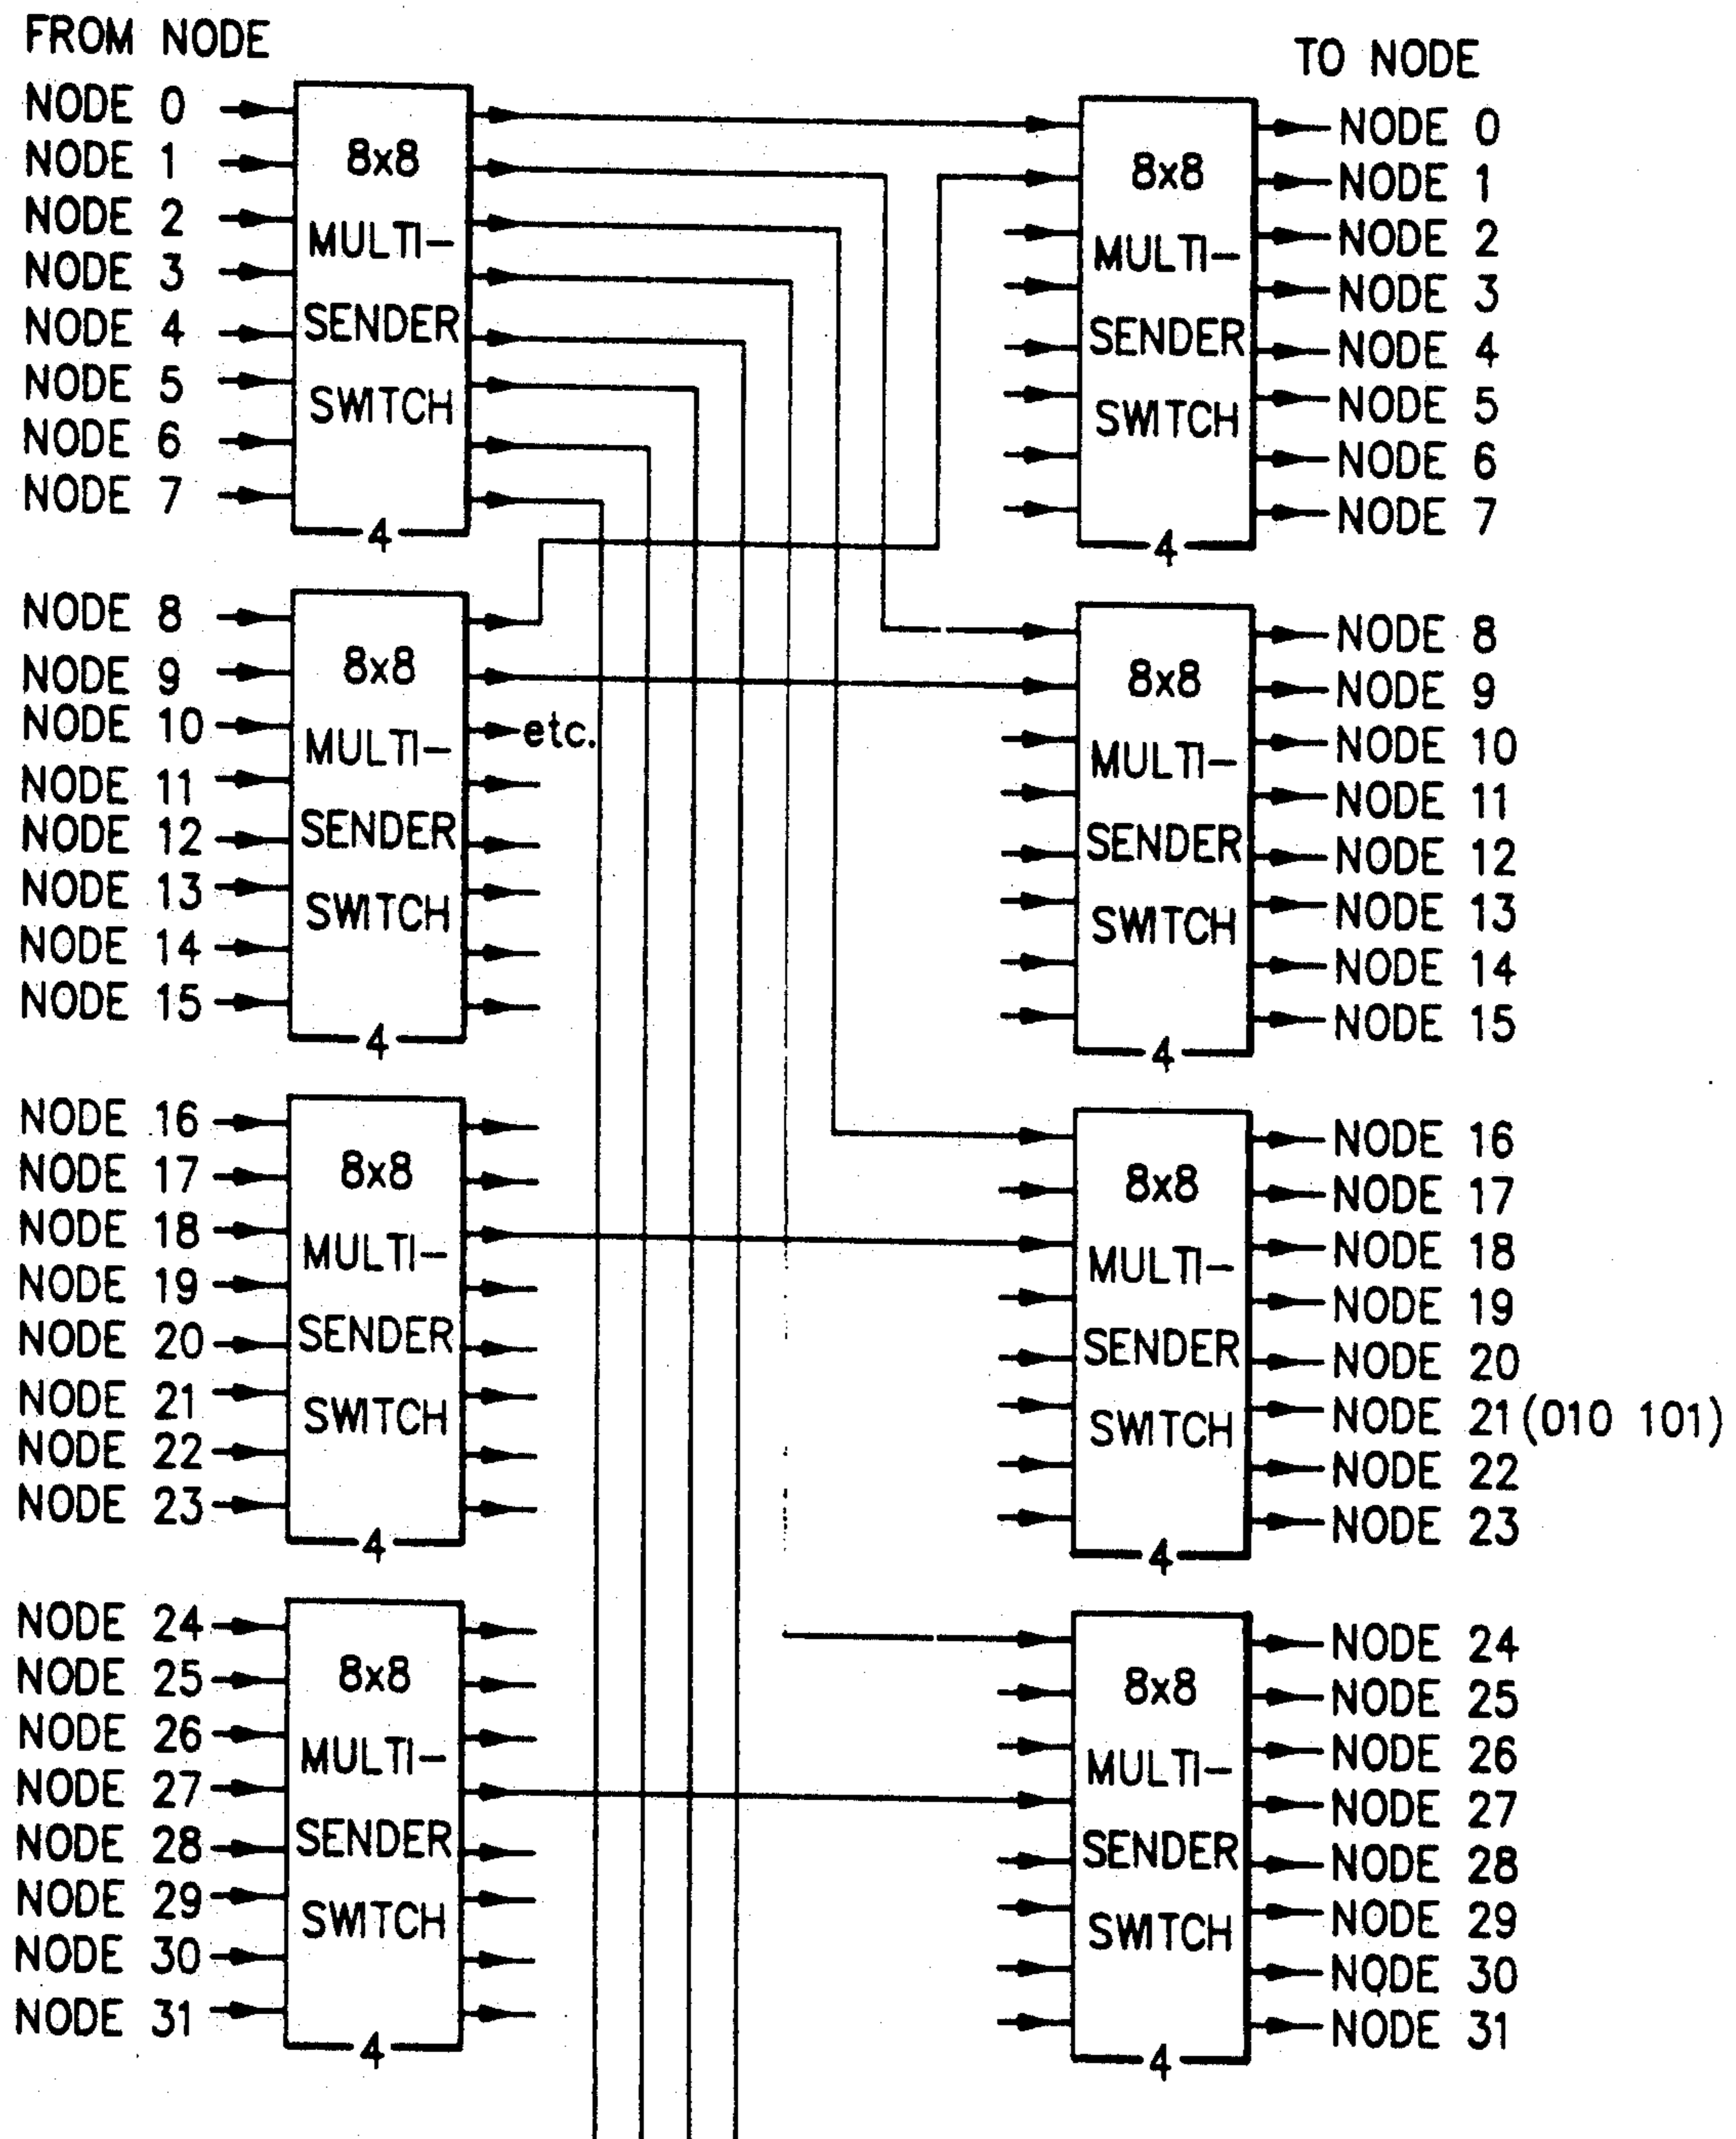 FROM NODE
TO NODE
NODE 0
NODE 1
NODE 2
NODE 3
NODE 4
NODE 5
NODE 6
NODE 7
8x8
MULTI-
SENDER
SWITCH
4
8x8
MULTI-
SENDER
SWITCH
4
NODE 0
NODE 1
NODE 2
NODE 3
NODE 4
NODE 5
NODE 6
NODE 7
NODE 8
NODE 9
NODE 10
NODE 11
NODE 12
NODE 13
NODE 14
NODE 15
8x8
MULTI-
SENDER
SWITCH
4
etc.
8x8
MULTI-
SENDER
SWITCH
4
NODE 8
NODE 9
NODE 10
NODE 11
NODE 12
NODE 13
NODE 14
NODE 15
NODE 16
NODE 17
NODE 18
NODE 19
NODE 20
NODE 21
NODE 22
NODE 23
8x8
MULTI-
SENDER
SWITCH
4
8x8
MULTI-
SENDER
SWITCH
4
NODE 16
NODE 17
NODE 18
NODE 19
NODE 20
NODE 21 (010 101)
NODE 22
NODE 23
NODE 24
NODE 25
NODE 26
NODE 27
NODE 28
NODE 29
NODE 30
NODE 31
8x8
MULTI-
SENDER
SWITCH
4
8x8
MULTI-
SENDER
SWITCH
4
NODE 24
NODE 25
NODE 26
NODE 27
NODE 28
NODE 29
NODE 30
NODE 31